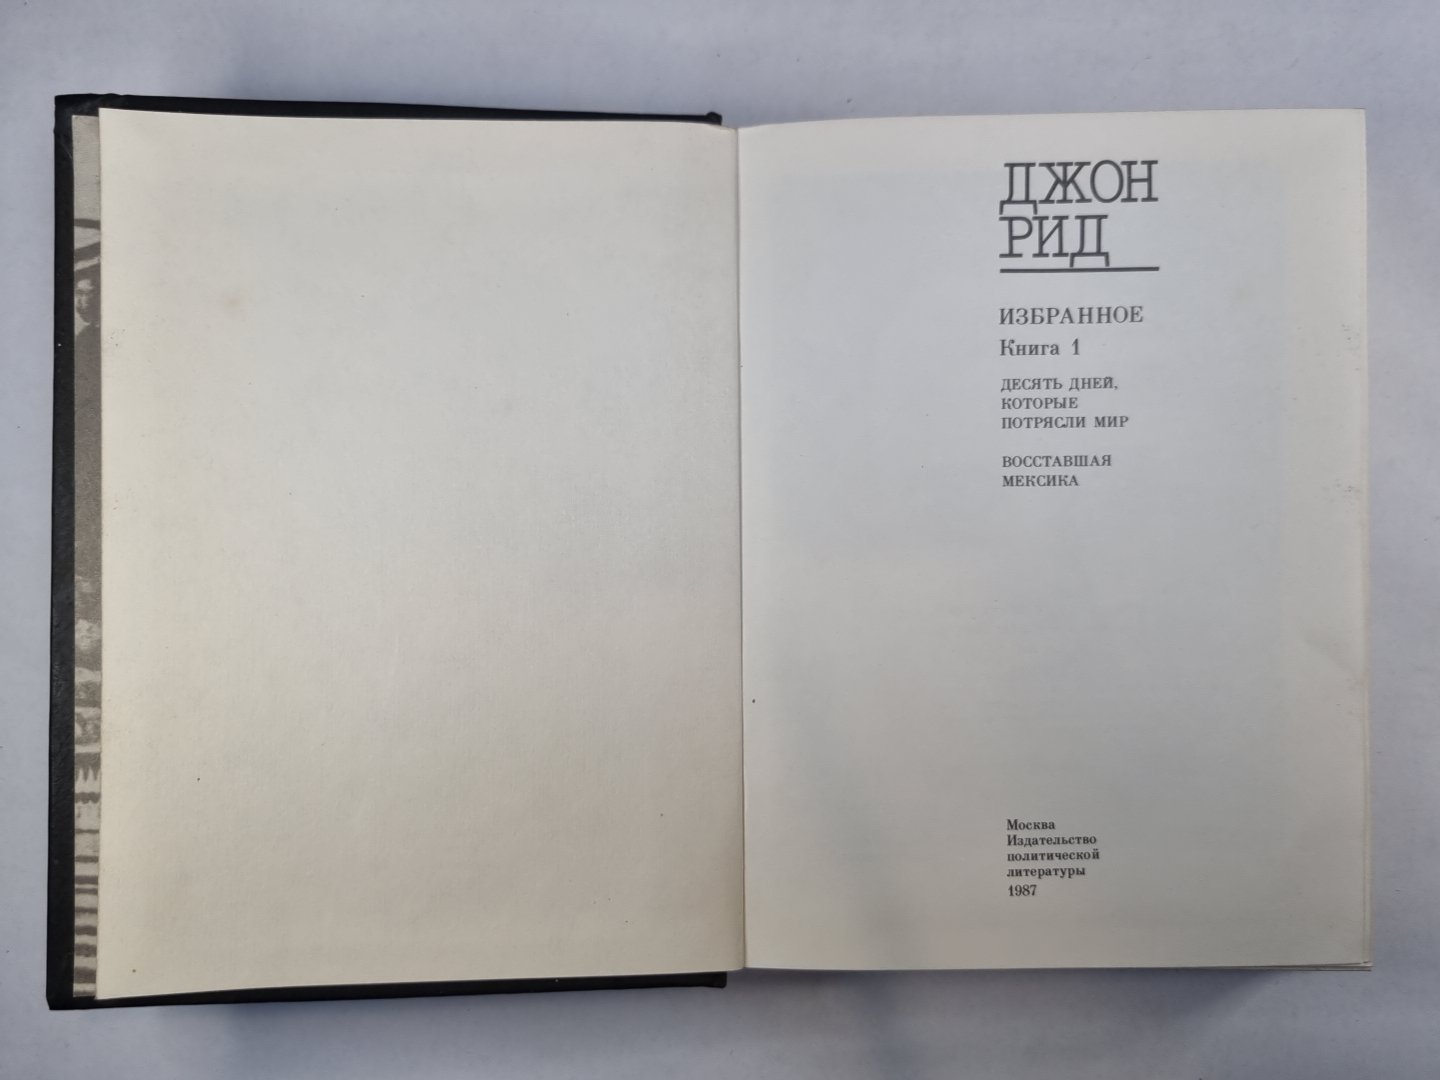 ДЖОН
РИД
ИЗБРАННОЕ
Книга 1
ДЕСЯТЬ ДНЕЙ,
КОТОРЫЕ
ПОТРЯСЛИ МИР
ВОССТАВШАЯ
МЕКСИКА
Москва
Издательство
политической
литературы
1987